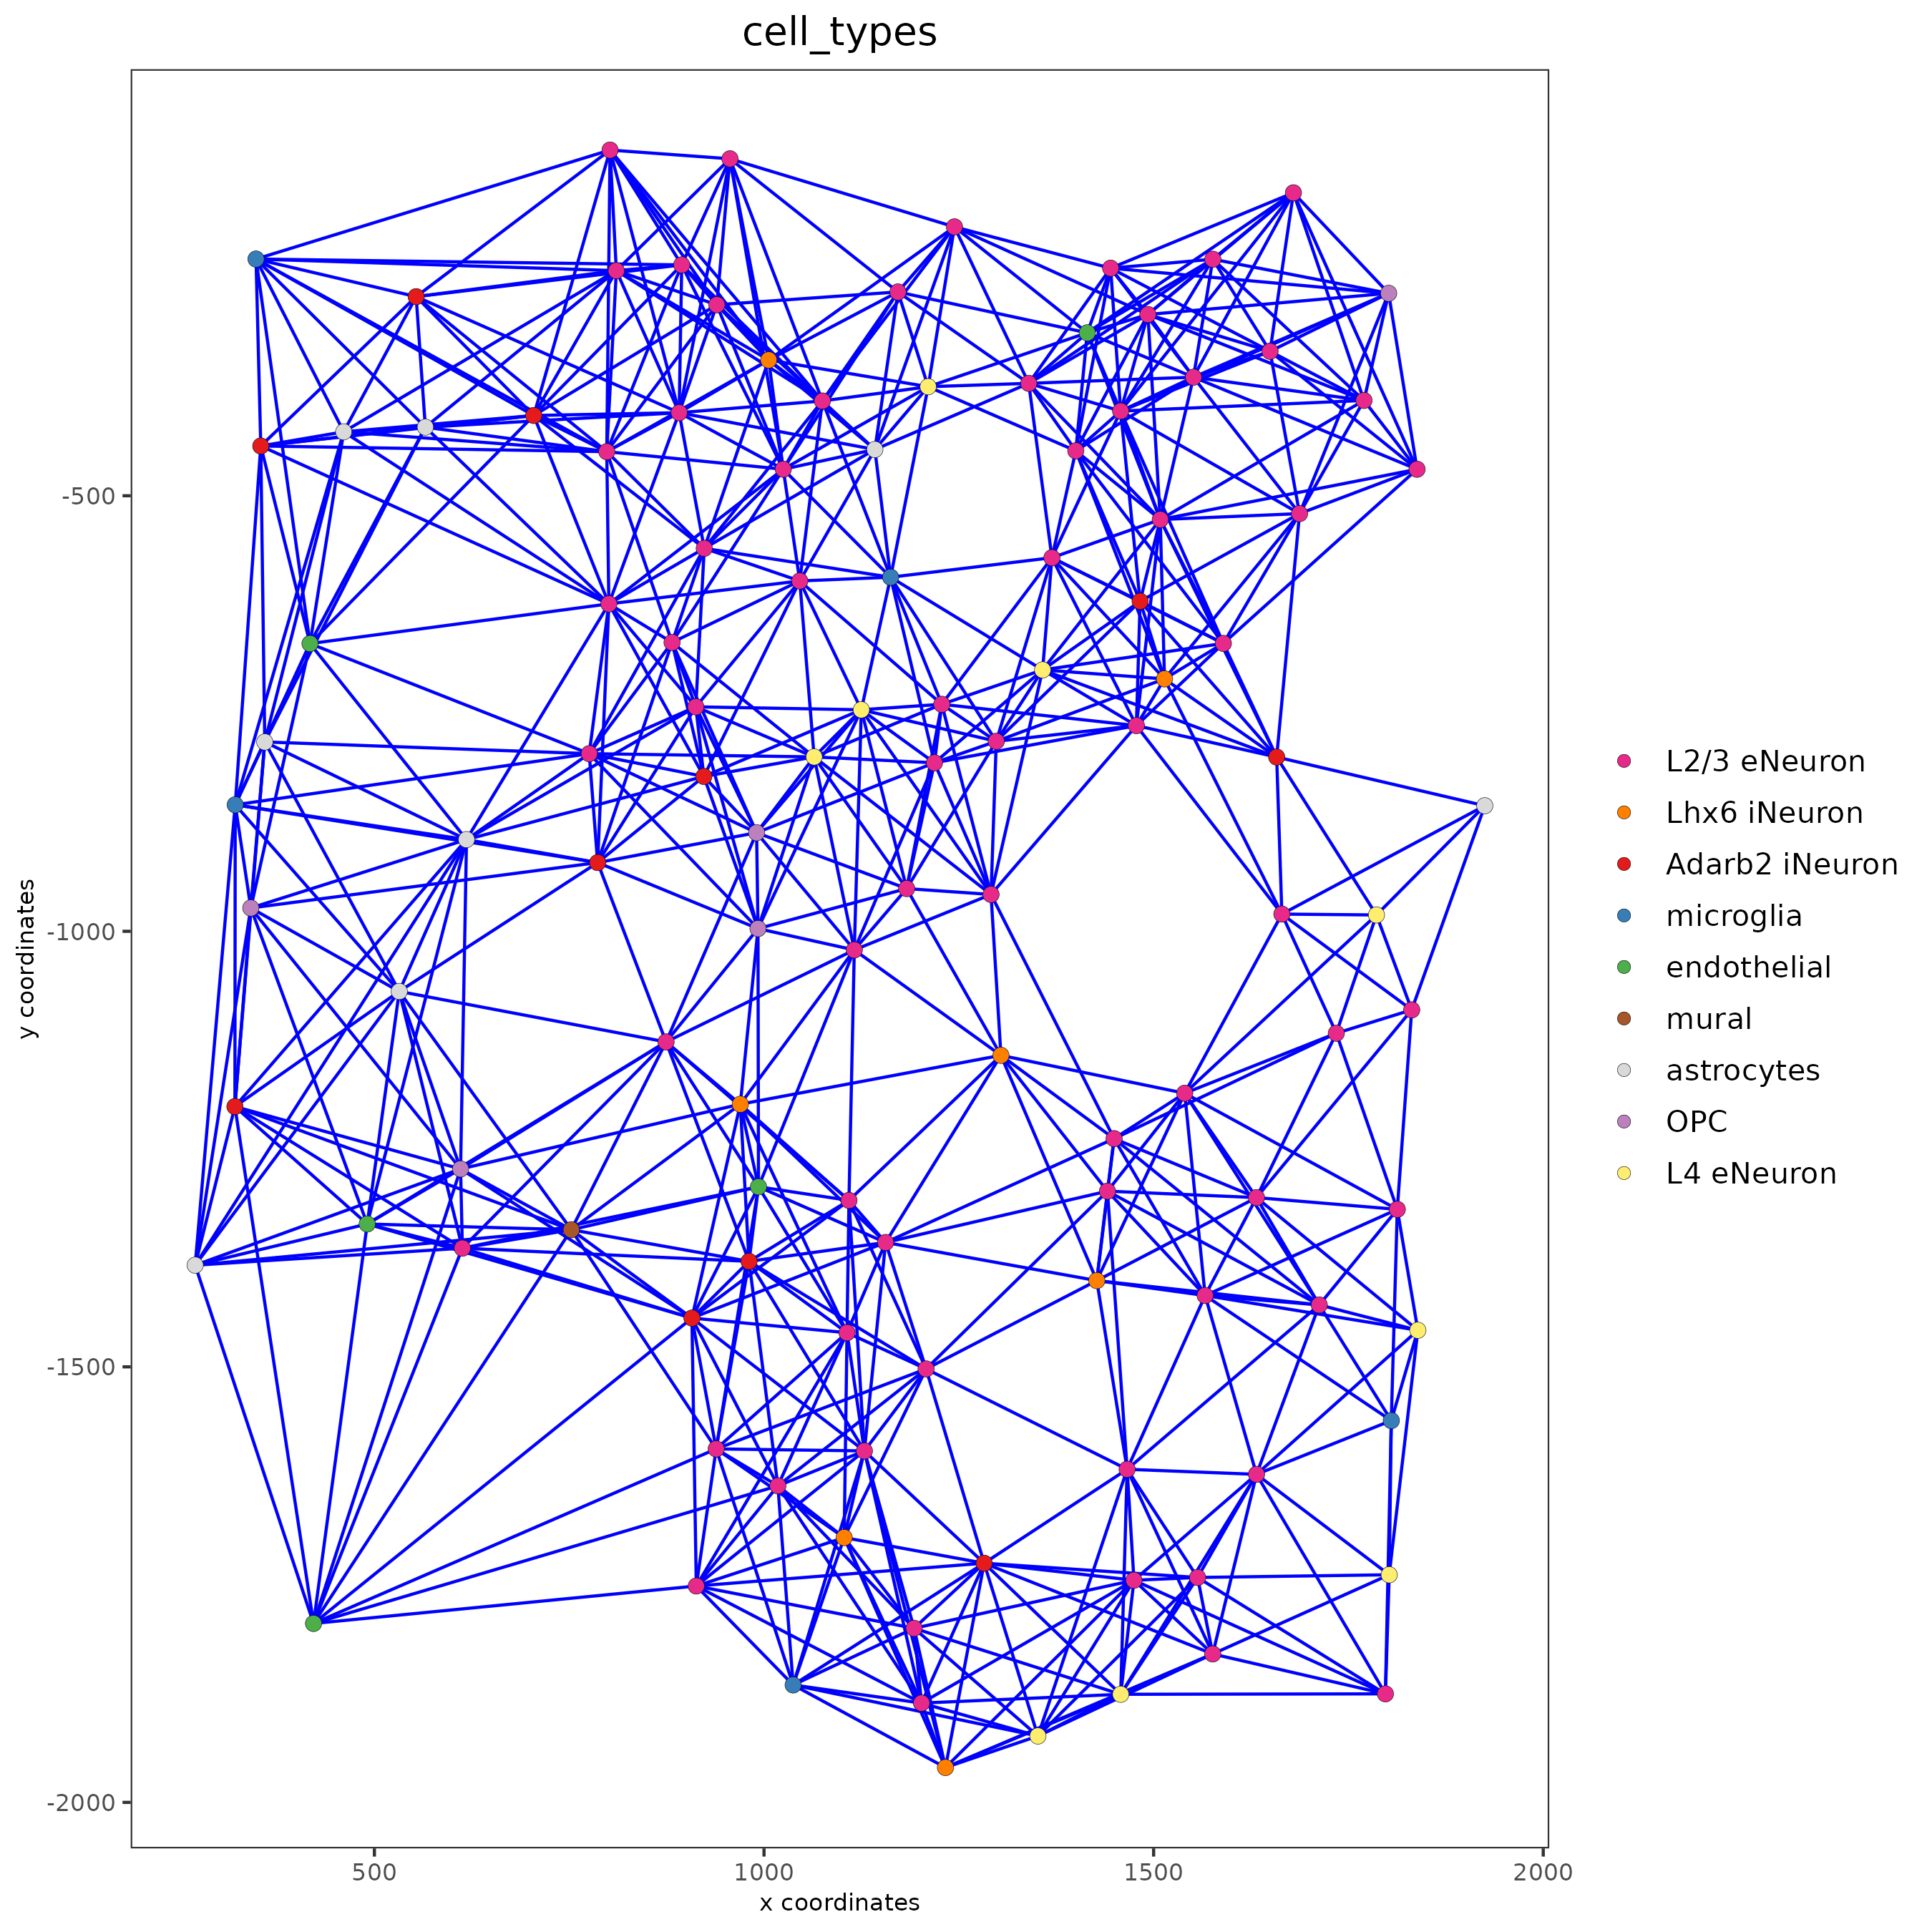 cell_types
-500
-1000
-1500
-2000
y coordinates
500
1000
1500
2000
x coordinates
L2/3 eNeuron
Lhx6 iNeuron
Adarb2 iNeuron
microglia
endothelial
mural
astrocytes
OPC
L4 eNeuron